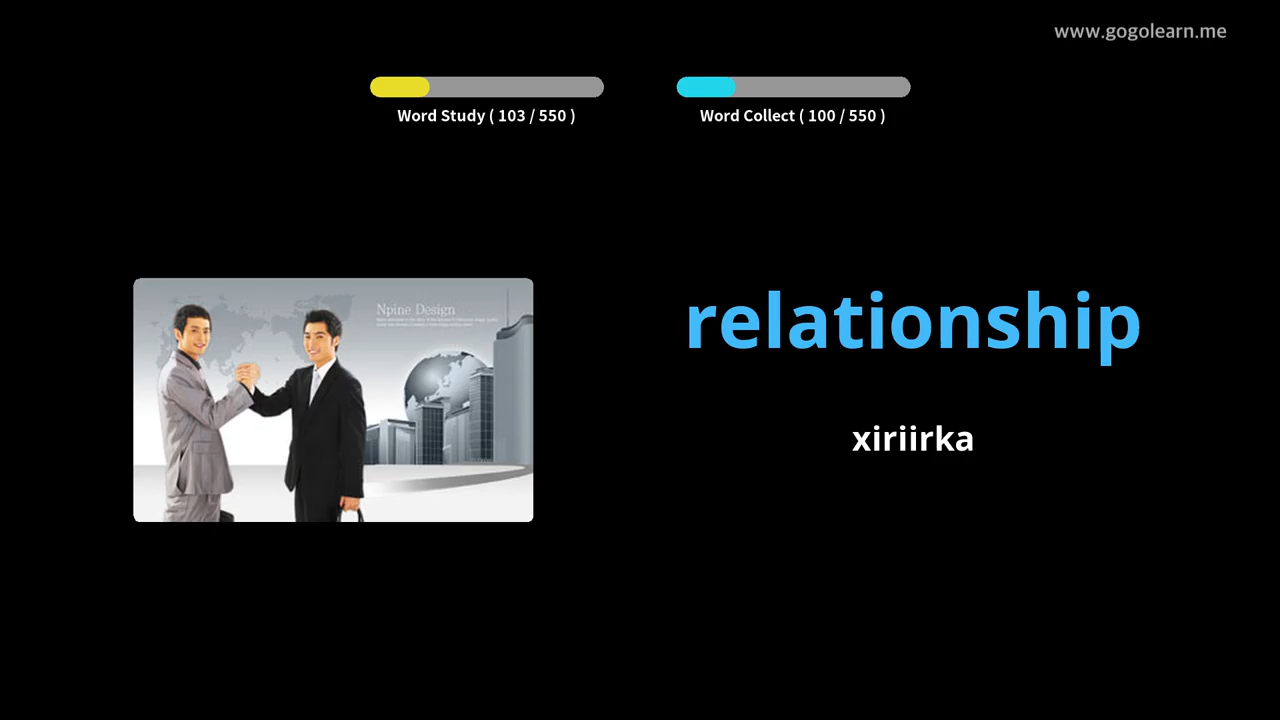 www.gogolearn.me
Word Study ( 103 / 550 )
Word Collect ( 100 / 550 )
Npine Design
relationship
xiriirka